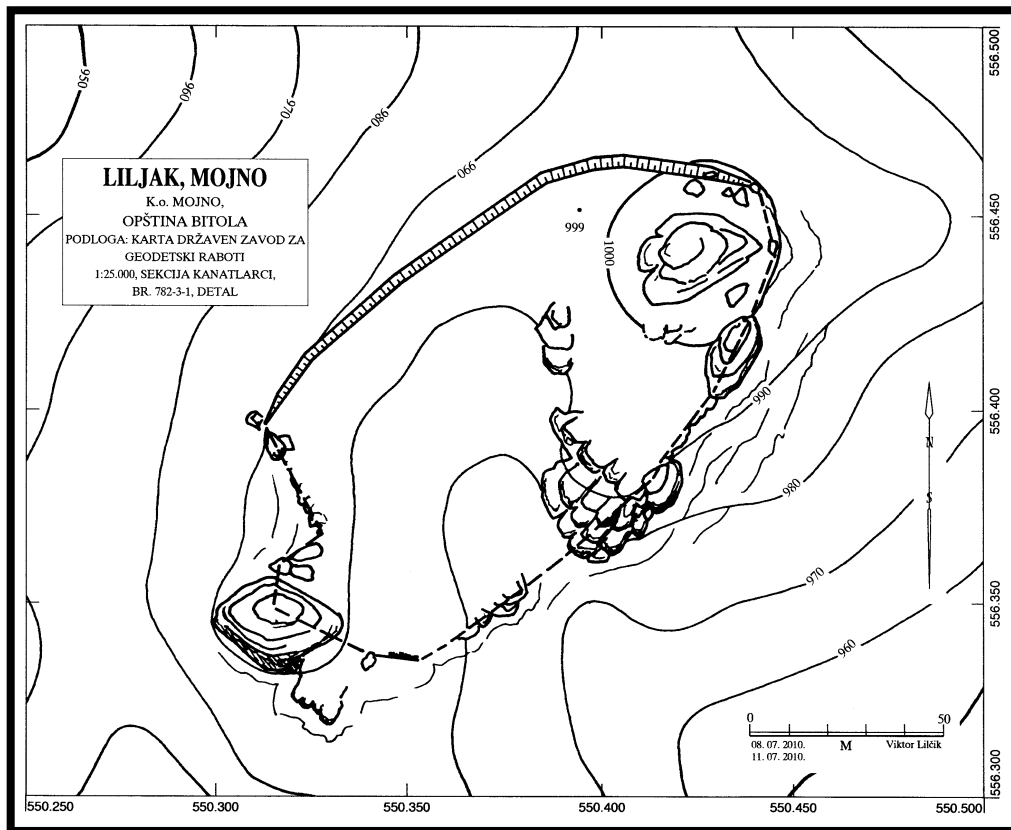 950
960
970
980
990
556.500
LILJAK, MOJNO
K.o. MOJNO,
OPŠTINA BITOLA
PODLOGA: KARTA DRŽAVEN ZAVOD ZA
GEODETSKI RABOTI
1:25.000, SEKCIJA KANATLARCI,
BR. 782-3-1, DETAL
999
1000
556.450
990
556.400
N
S
980
970
556.350
960
0 50
08. 07. 2010. M Viktor Lilčik
11. 07. 2010.
556.300
550.250 550.300 550.350 550.400 550.450 550.500